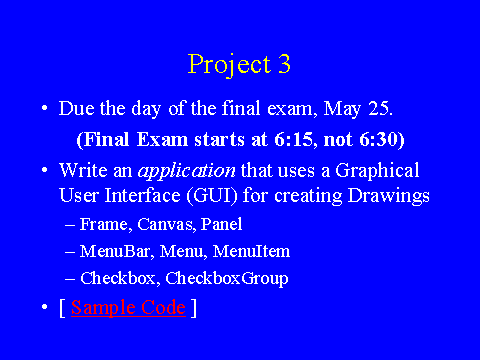 Project 3
• Due the day of the final exam, May 25.
(Final Exam starts at 6:15, not 6:30)
• Write an application that uses a Graphical
User Interface (GUI) for creating Drawings
– Frame, Canvas, Panel
– MenuBar, Menu, MenuItem
– Checkbox, CheckboxGroup
• [ Sample Code ]